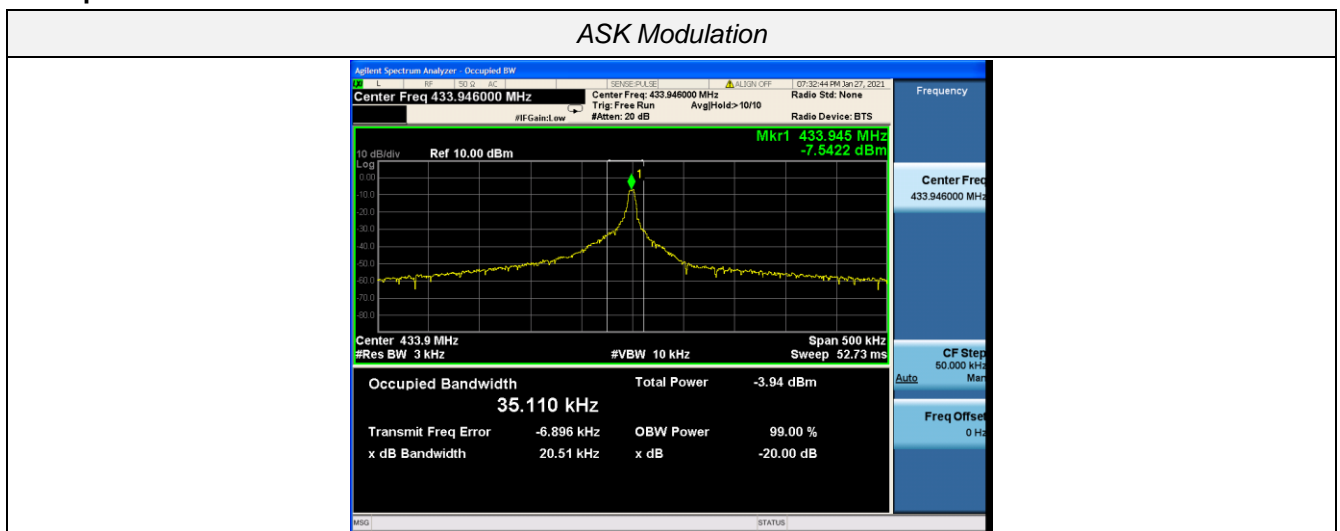 ASK Modulation
Agilent Spectrum Analyzer - Occupied BW
L RF 50 Ω AC SENSE:PULSE ALIGN OFF 07:32:44 PM Jan 27, 2021
Center Freq 433.946000 MHz
Center Freq: 433.946000 MHz
Radio Std: None
Trig: Free Run Avg|Hold:> 10/10
#IFGain:Low #Atten: 20 dB Radio Device: BTS
Mkr1 433.945 MHz
-7.5422 dBm
10 dB/div Ref 10.00 dBm
Log
0.00
-10.0
-20.0
-30.0
-40.0
-50.0
-60.0
-70.0
-80.0
1
Center 433.9 MHz Span 500 kHz
#Res BW 3 kHz #VBW 10 kHz Sweep 52.73 ms
Occupied Bandwidth Total Power -3.94 dBm
35.110 kHz
Transmit Freq Error -6.896 kHz OBW Power 99.00 %
x dB Bandwidth 20.51 kHz x dB -20.00 dB
MSG STATUS
Frequency
Center Freq
433.946000 MHz
CF Step
50.000 kHz
Auto Man
Freq Offset
0 Hz